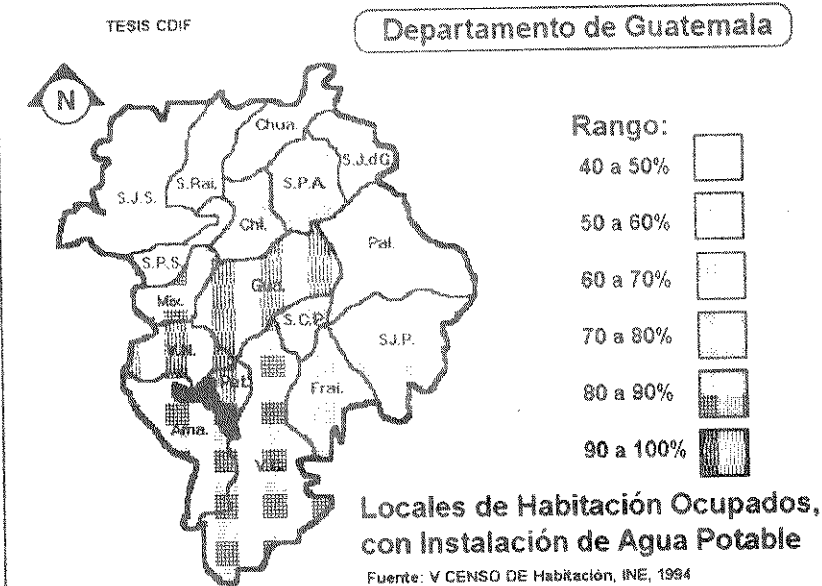 TESIS CDIF
Departamento de Guatemala
N
Chua.
S.J.dG.
S.Rai.
S.P.A.
S.J.S.
Chi.
Pal.
S.P.S.
Gua.
Mix.
S.C.P.
S.J.P.
V.N.
Pet.
Frai.
Ama.
Rango:
40 a 50%
50 a 60%
60 a 70%
70 a 80%
80 a 90%
90 a 100%
Locales de Habitación Ocupados,
con Instalación de Agua Potable
Fuente: V CENSO DE Habitación, INE, 1994